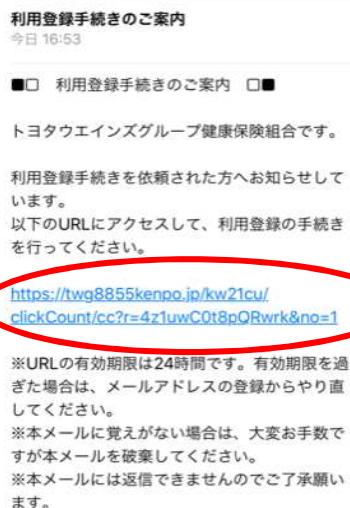 利用登録手続きのご案内
今日 16:53
■□ 利用登録手続きのご案内 □■
トヨタウエインズグループ健康保険組合です。
利用登録手続きを依頼された方へお知らせして
います。
以下のURLにアクセスして、利用登録の手続き
を行ってください。
https://twg8855kenpo.jp/kw21cu/
clickCount/cc?r=4z1uwC0t8pQRwrk&no=1
※URLの有効期限は24時間です。有効期限を過
ぎた場合は、メールアドレスの登録からやり直
してください。
※本メールに覚えがない場合は、大変お手数で
すが本メールを破棄してください。
※本メールには返信できませんのでご了承願い
ます。